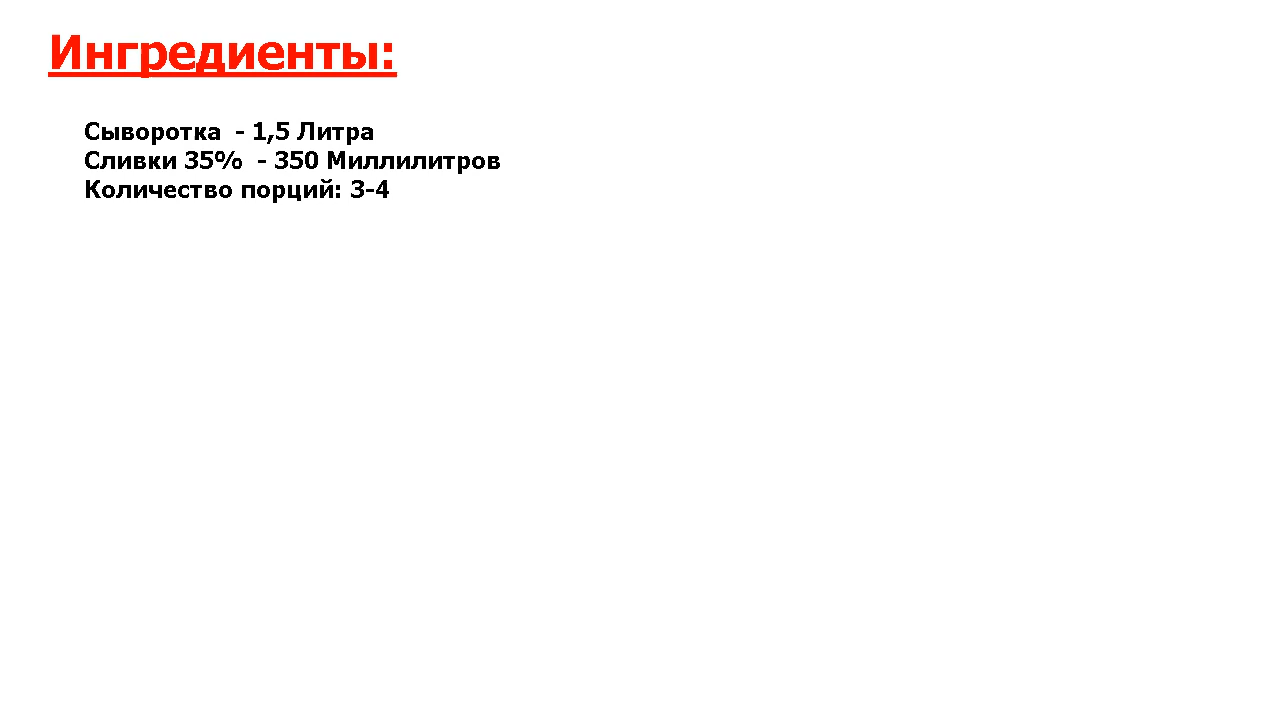 Ингредиенты:
Сыворотка  - 1,5 Литра
Сливки 35%  - 350 Миллилитров
Количество порций: 3-4